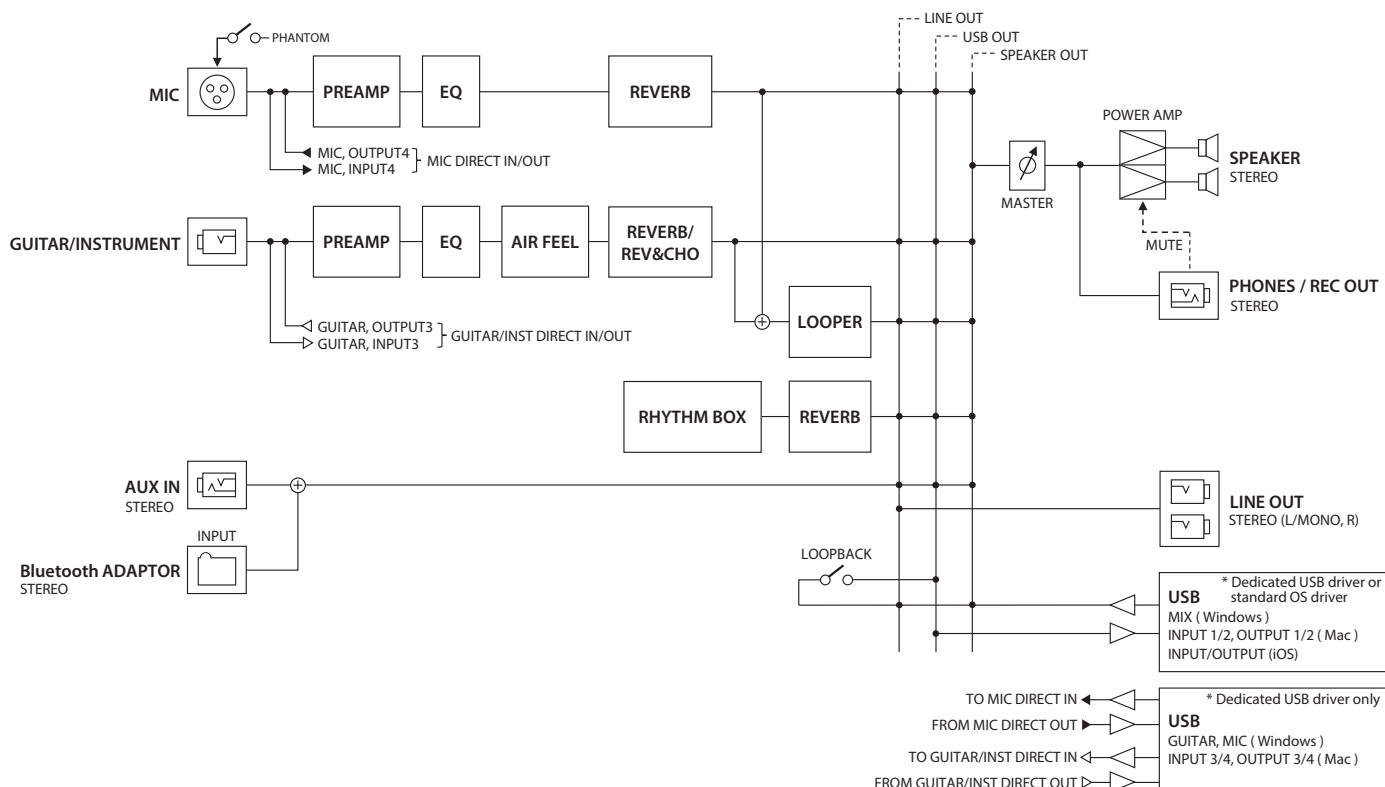 LINE OUT
USB OUT
SPEAKER OUT
PHANTOM
MIC
PREAMP
EQ
REVERB
MIC, OUTPUT4
MIC, INPUT4
MIC DIRECT IN/OUT
POWER AMP
SPEAKER
STEREO
MASTER
MUTE
GUITAR/INSTRUMENT
PREAMP
EQ
AIR FEEL
REVERB/
REV&CHO
PHONES / REC OUT
STEREO
GUITAR, OUTPUT3
GUITAR, INPUT3
GUITAR/INST DIRECT IN/OUT
LOOPER
RHYTHM BOX
REVERB
AUX IN
STEREO
LINE OUT
STEREO (L/MONO, R)
INPUT
Bluetooth ADAPTOR
STEREO
LOOPBACK
* Dedicated USB driver or
standard OS driver
USB
MIX ( Windows )
INPUT 1/2, OUTPUT 1/2 ( Mac )
INPUT/OUTPUT (iOS)
TO MIC DIRECT IN
FROM MIC DIRECT OUT
TO GUITAR/INST DIRECT IN
FROM GUITAR/INST DIRECT OUT
* Dedicated USB driver only
USB
GUITAR, MIC ( Windows )
INPUT 3/4, OUTPUT 3/4 ( Mac )